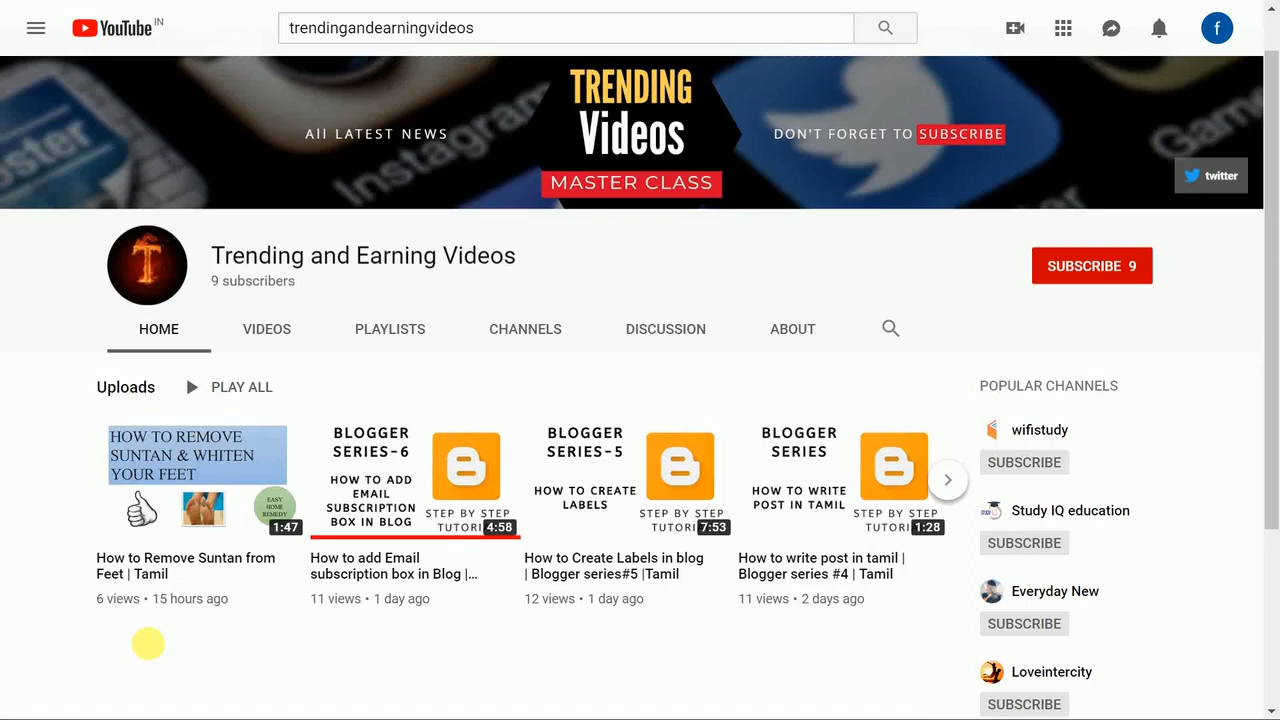 YouTube IN
trendingandearningvideos
f
TRENDING
Videos
MASTER CLASS
All LATEST NEWS
DON'T FORGET TO SUBSCRIBE
Instagram
twitter
T
Trending and Earning Videos
9 subscribers
SUBSCRIBE 9
HOME VIDEOS PLAYLISTS CHANNELS DISCUSSION ABOUT
Uploads PLAY ALL
HOW TO REMOVE
SUNTAN & WHITEN
YOUR FEET
EASY
HOME
REMEDY
1:47
How to Remove Suntan from
Feet | Tamil
6 views • 15 hours ago
BLOGGER
SERIES-6
HOW TO ADD
EMAIL
SUBSCRIPTION
BOX IN BLOG
STEP BY STEP
TUTORI
4:58
How to add Email
subscription box in Blog |...
11 views • 1 day ago
BLOGGER
SERIES-5
HOW TO CREATE
LABELS
STEP BY STEP
TUTORI
7:53
How to Create Labels in blog
| Blogger series#5 |Tamil
12 views • 1 day ago
BLOGGER
SERIES
HOW TO WRITE
POST IN TAMIL
STEP BY STEP
TUTORI
1:28
How to write post in tamil |
Blogger series #4 | Tamil
11 views • 2 days ago
POPULAR CHANNELS
wifistudy
SUBSCRIBE
Study IQ education
SUBSCRIBE
Everyday New
SUBSCRIBE
Loveintercity
SUBSCRIBE